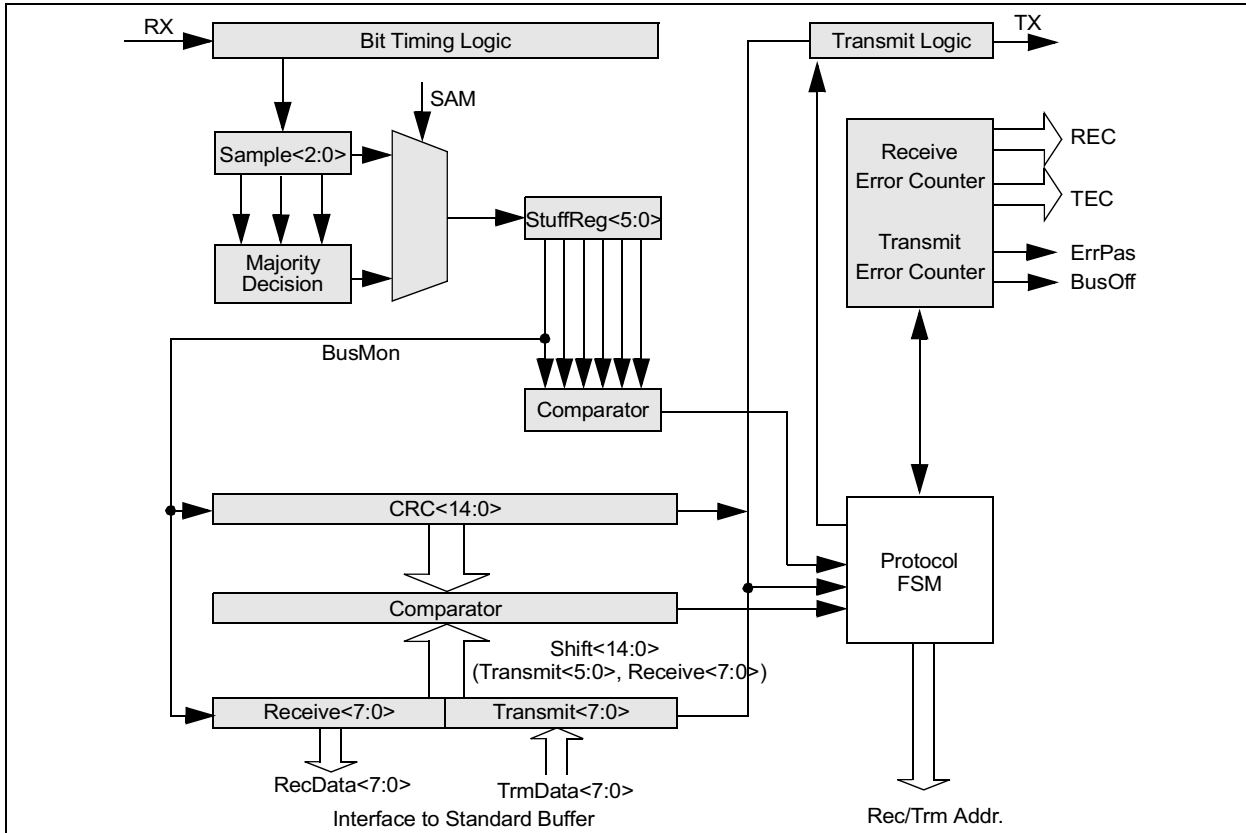 RX
Bit Timing Logic
Transmit Logic
TX
SAM
Sample<2:0>
Receive
Error Counter
REC
TEC
StuffReg<5:0>
Majority
Decision
Transmit
Error Counter
ErrPas
BusOff
BusMon
Comparator
CRC<14:0>
Protocol
FSM
Comparator
Shift<14:0>
(Transmit<5:0>, Receive<7:0>)
Receive<7:0>
Transmit<7:0>
RecData<7:0>
TrmData<7:0>
Interface to Standard Buffer
Rec/Trm Addr.